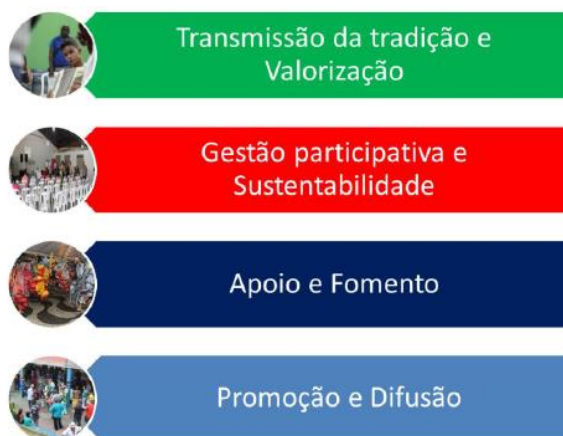 Transmissão da tradição e
Valorização
Gestão participativa e
Sustentabilidade
Apoio e Fomento
Promoção e Difusão